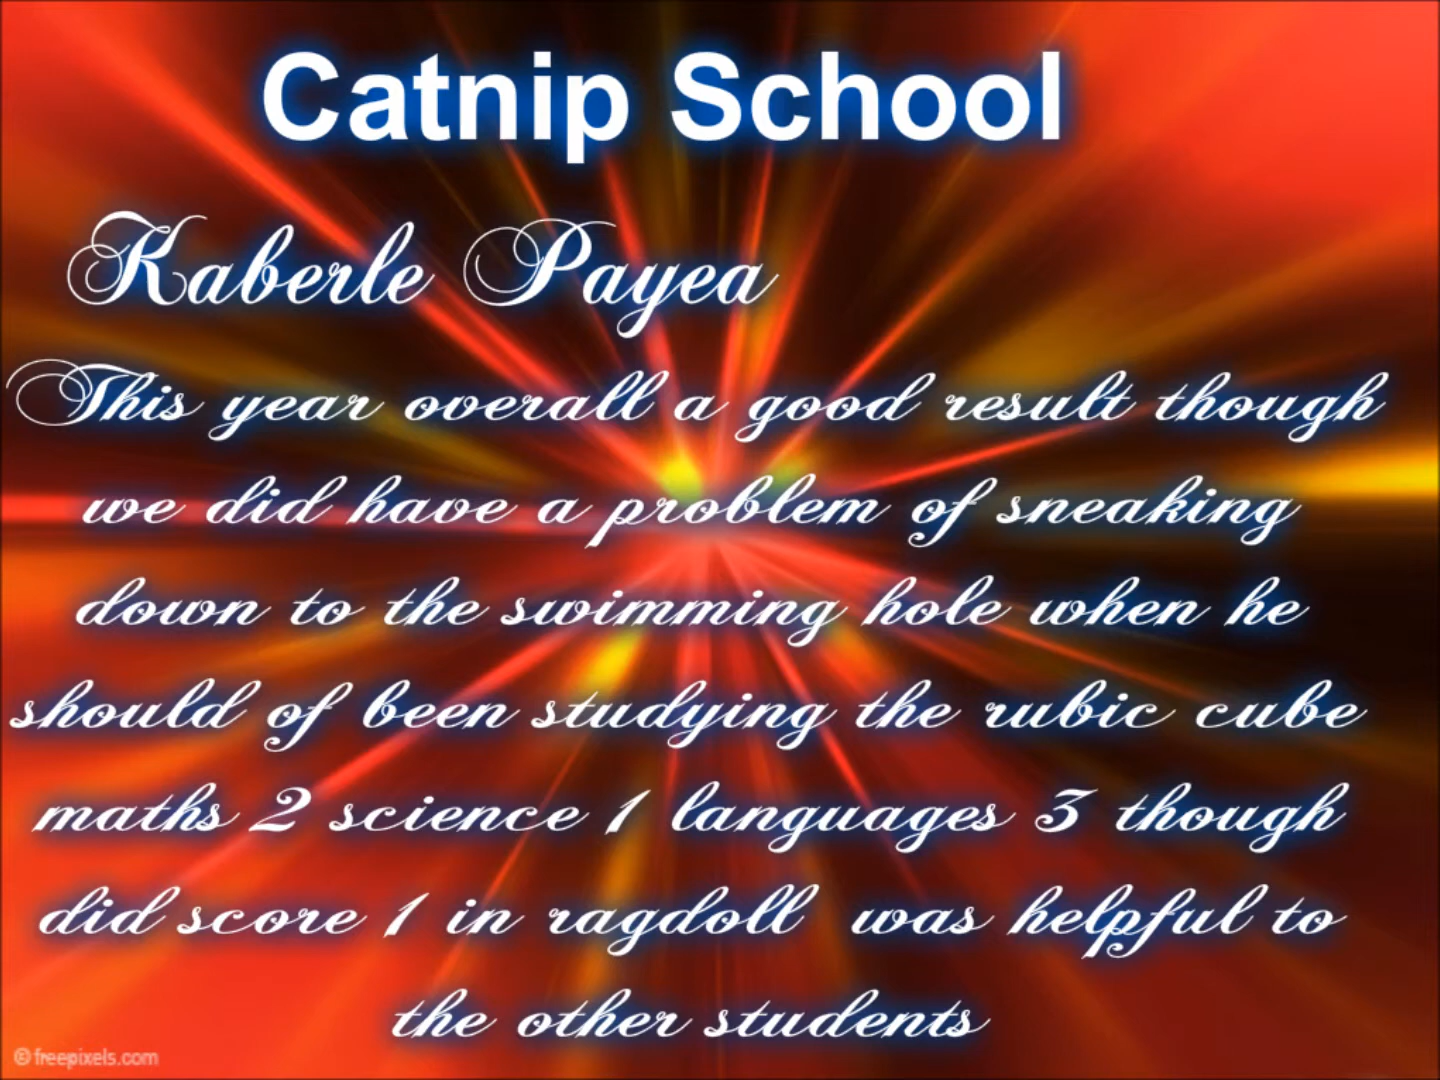 Catnip School
Kaberle Payea
This year overall a good result though
we did have a problem of sneaking
down to the swimming hole when he
should of been studying the rubic cube
maths 2 science 1 languages 3 though
did score 1 in ragdoll was helpful to
the other students
© freepixels.com